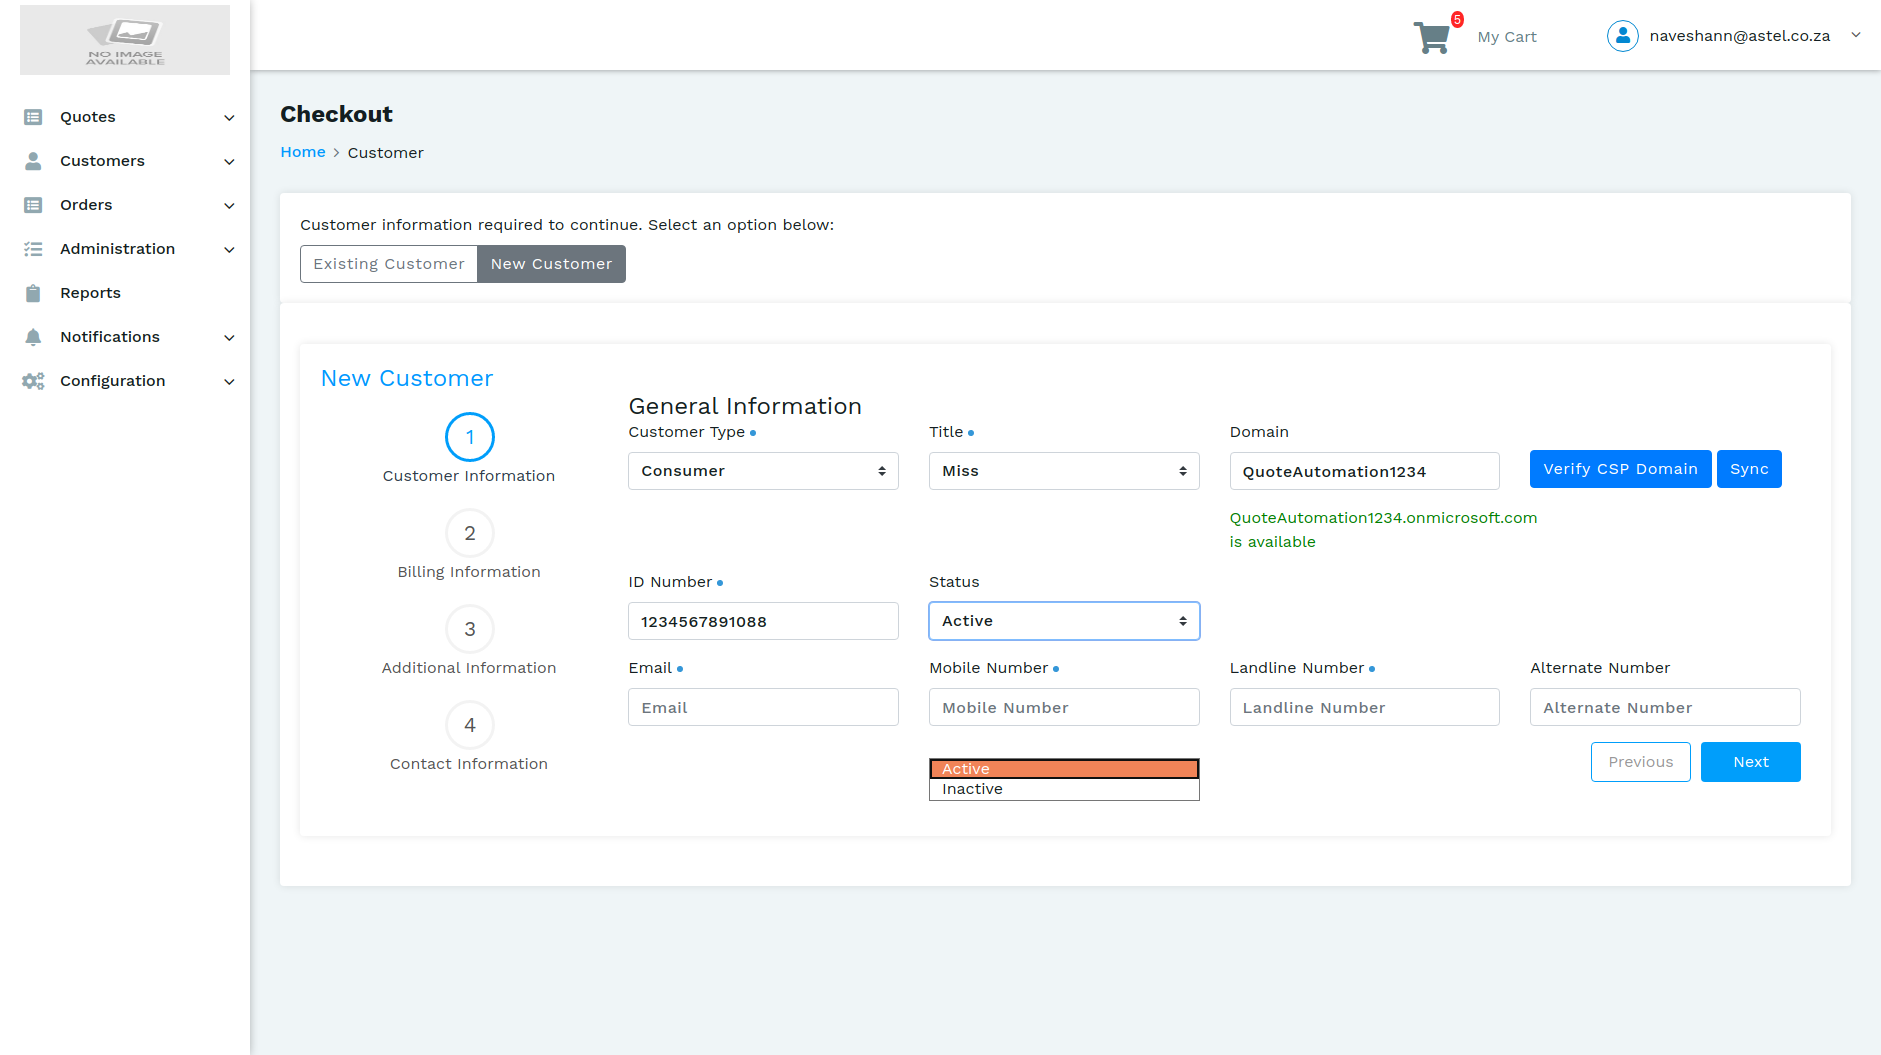 NO IMAGE
AVAILABLE
5
My Cart
naveshann@astel.co.za
Quotes
Customers
Orders
Administration
Reports
Notifications
Configuration
Checkout
Home > Customer
Customer information required to continue. Select an option below:
Existing Customer New Customer
New Customer
1
Customer Information
2
Billing Information
3
Additional Information
4
Contact Information
General Information
Customer Type Title Domain
Consumer Miss QuoteAutomation1234 Verify CSP Domain Sync
QuoteAutomation1234.onmicrosoft.com
is available
ID Number Status
1234567891088 Active
Email Mobile Number Landline Number Alternate Number
Email Mobile Number Landline Number Alternate Number
Active
Inactive
Previous Next